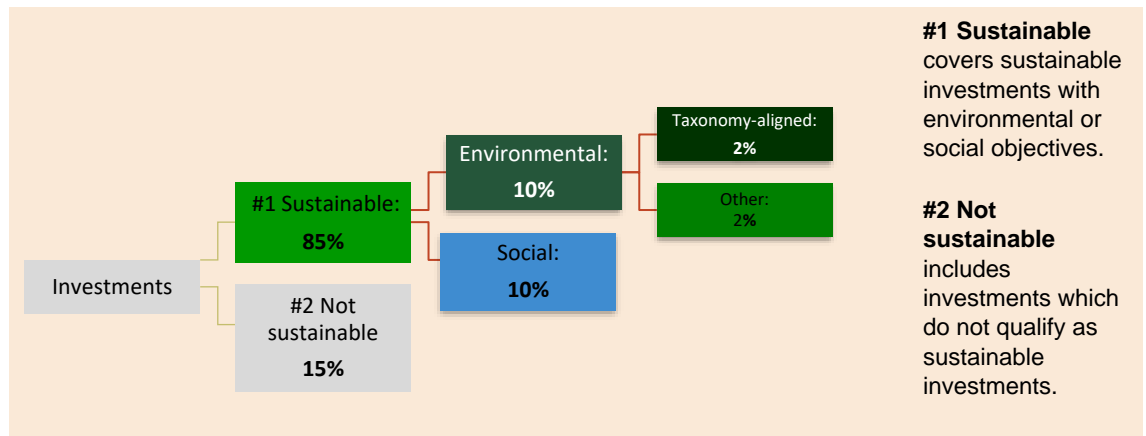 Investments
#1 Sustainable:
85%
#2 Not
sustainable
15%
Environmental:
10%
Social:
10%
Taxonomy-aligned:
2%
Other:
2%
#1 Sustainable
covers sustainable
investments with
environmental or
social objectives.
#2 Not
sustainable
includes
investments which
do not qualify as
sustainable
investments.